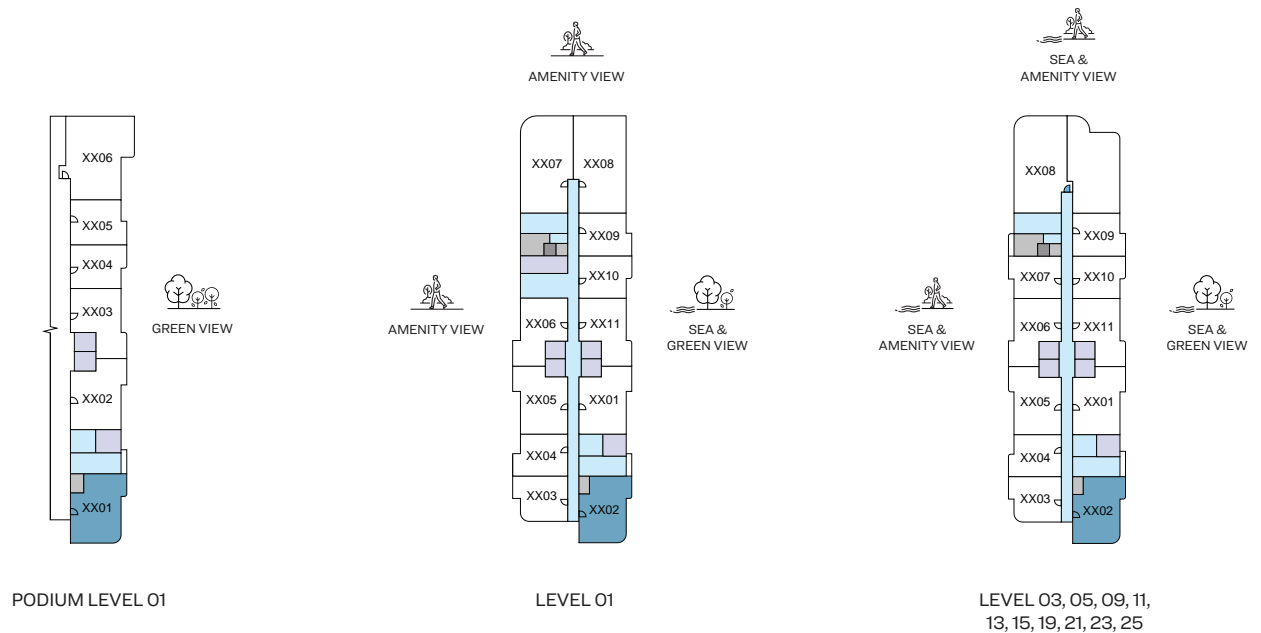 XX06
XX05
XX04
XX03
XX02
XX01
GREEN VIEW
PODIUM LEVEL 01
AMENITY VIEW
XX07
XX08
XX09
XX10
XX06
XX11
XX05
XX01
XX04
XX03
XX02
AMENITY VIEW
SEA &
GREEN VIEW
LEVEL 01
SEA &
AMENITY VIEW
XX08
XX09
XX07
XX10
XX06
XX11
XX05
XX01
XX04
XX03
XX02
SEA &
AMENITY VIEW
SEA &
GREEN VIEW
LEVEL 03, 05, 09, 11,
13, 15, 19, 21, 23, 25